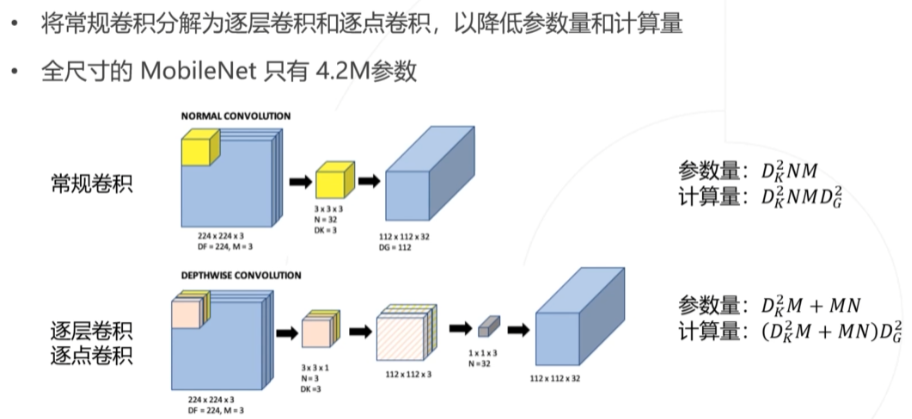 • 将常规卷积分解为逐层卷积和逐点卷积，以降低参数量和计算量
• 全尺寸的 MobileNet 只有 4.2M参数
NORMAL CONVOLUTION
常规卷积
224 x 224 x 3
DF = 224, M = 3
3 x 3 x 3
N = 32
DK = 3
112 x 112 x 32
DG = 112
参数量：$D_K^2NM$
计算量：$D_K^2NMD_G^2$
DEPTHWISE CONVOLUTION
逐层卷积
逐点卷积
224 x 224 x 3
DF = 224, M = 3
3 x 3 x 1
N=3
DK =3
112 x 112 x 3
1 x 1 x 3
N = 32
112 x 112 x 32
参数量：$D_K^2M + MN$
计算量：$(D_K^2M + MN)D_G^2$